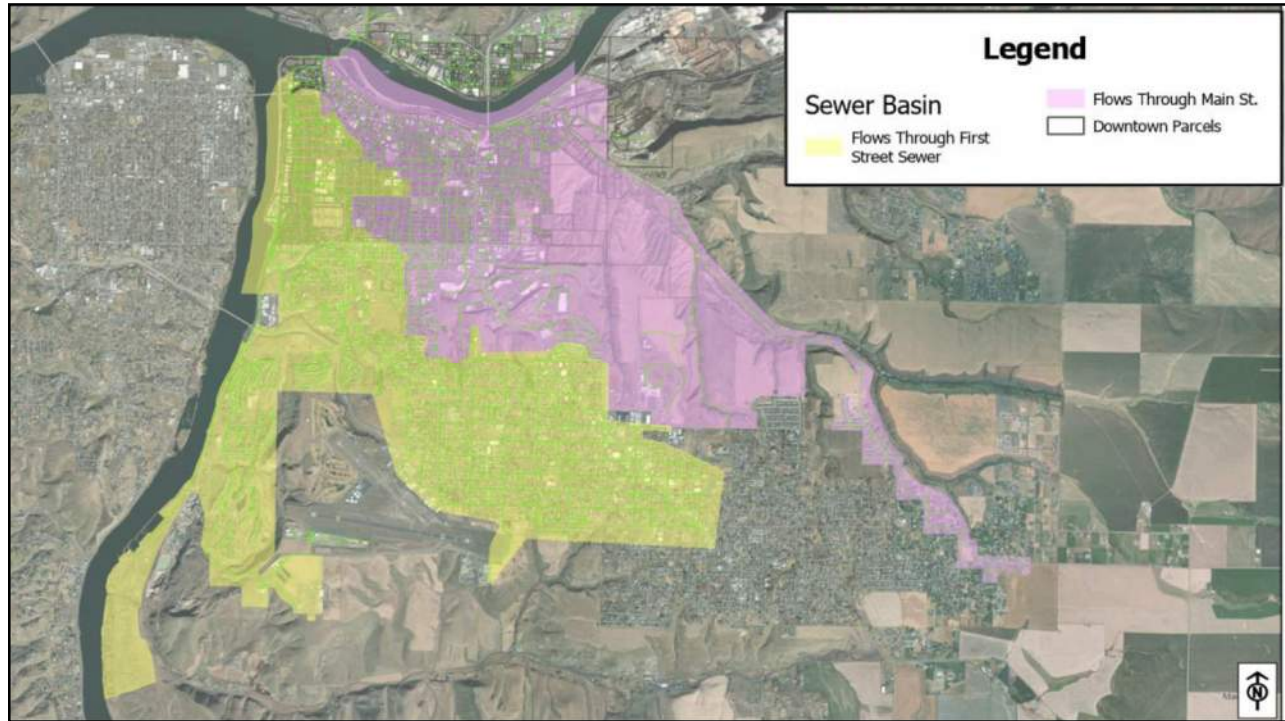 Legend
Sewer Basin
Flows Through First
Street Sewer
Flows Through Main St.
Downtown Parcels